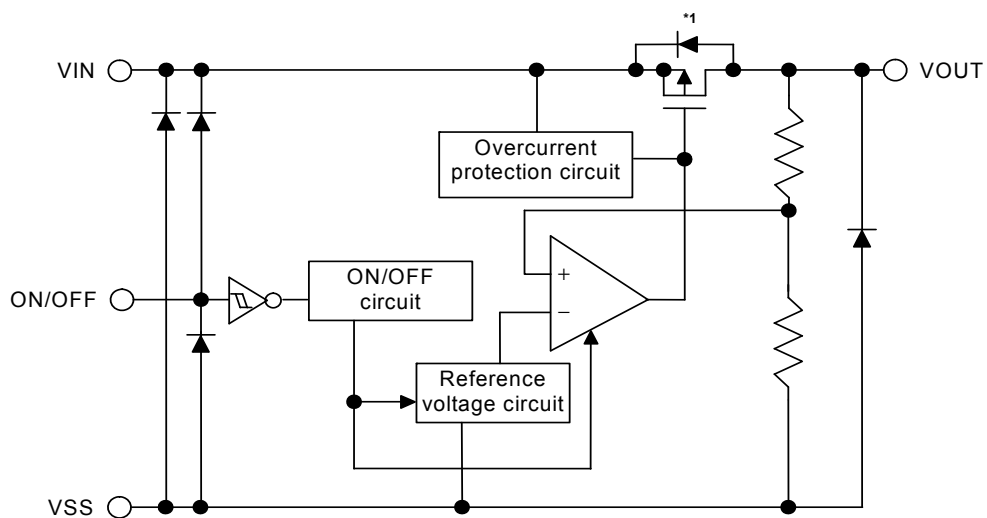 *1
VIN
VOUT
Overcurrent
protection circuit
ON/OFF
ON/OFF
circuit
+
−
Reference
voltage circuit
VSS